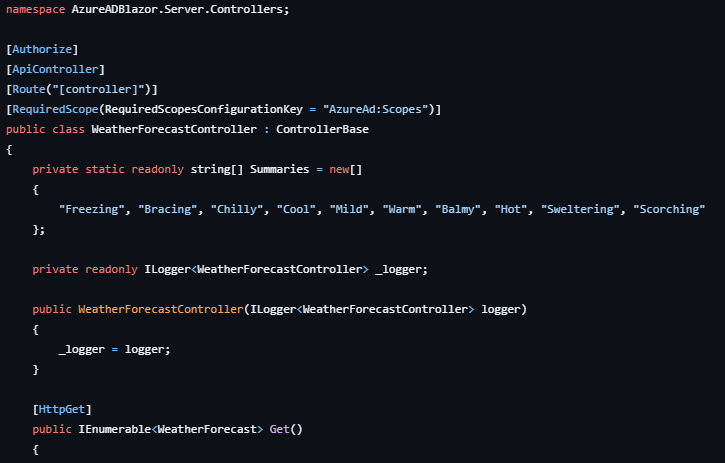 namespace AzureADBlazor.Server.Controllers;
[Authorize]
[ApiController]
[Route("[controller]")]
[RequiredScope(RequiredScopesConfigurationKey = "AzureAd:Scopes")]
public class WeatherForecastController : ControllerBase
{
    private static readonly string[] Summaries = new[]
    {
        "Freezing", "Bracing", "Chilly", "Cool", "Mild", "Warm", "Balmy", "Hot", "Sweltering", "Scorching"
    };
    private readonly ILogger<WeatherForecastController> _logger;
    public WeatherForecastController(ILogger<WeatherForecastController> logger)
    {
        _logger = logger;
    }
    [HttpGet]
    public IEnumerable<WeatherForecast> Get()
    {